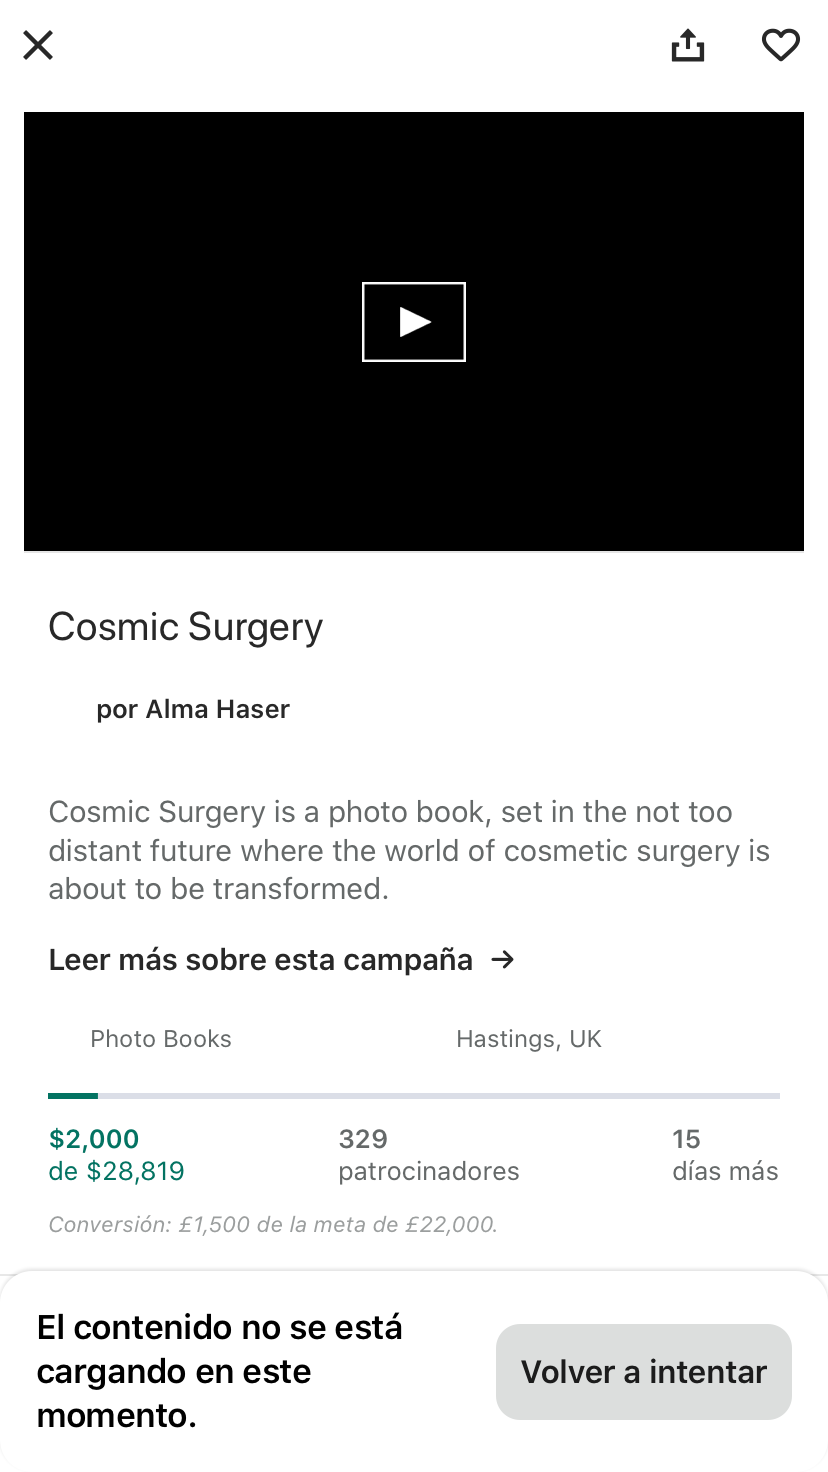 Cosmic Surgery
por Alma Haser
Cosmic Surgery is a photo book, set in the not too
distant future where the world of cosmetic surgery is
about to be transformed.
Leer más sobre esta campaña →
Photo Books
Hastings, UK
$2,000
de $28,819
329
patrocinadores
15
días más
Conversión: £1,500 de la meta de £22,000.
El contenido no se está
cargando en este
momento.
Volver a intentar